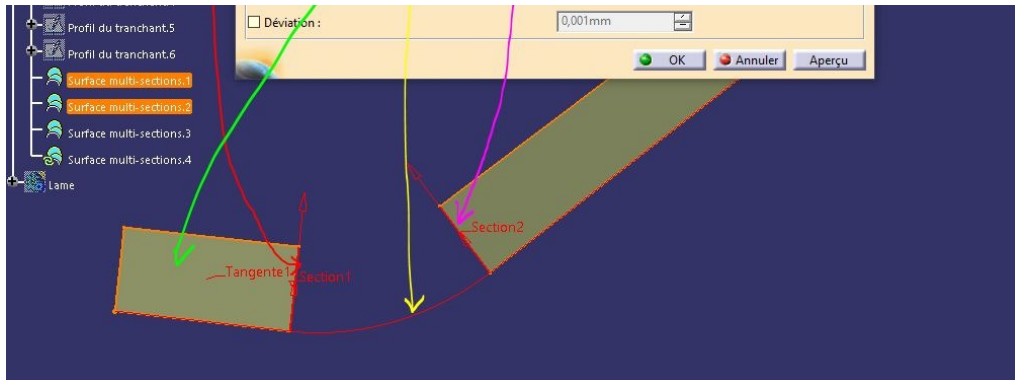 Profil du tranchant.5
Profil du tranchant.6
Surface multi-sections.1
Surface multi-sections.2
Surface multi-sections.3
Surface multi-sections.4
Lame
Déviation :
0,001mm
OK
Annuler
Aperçu
Section2
Tangente1
Section1